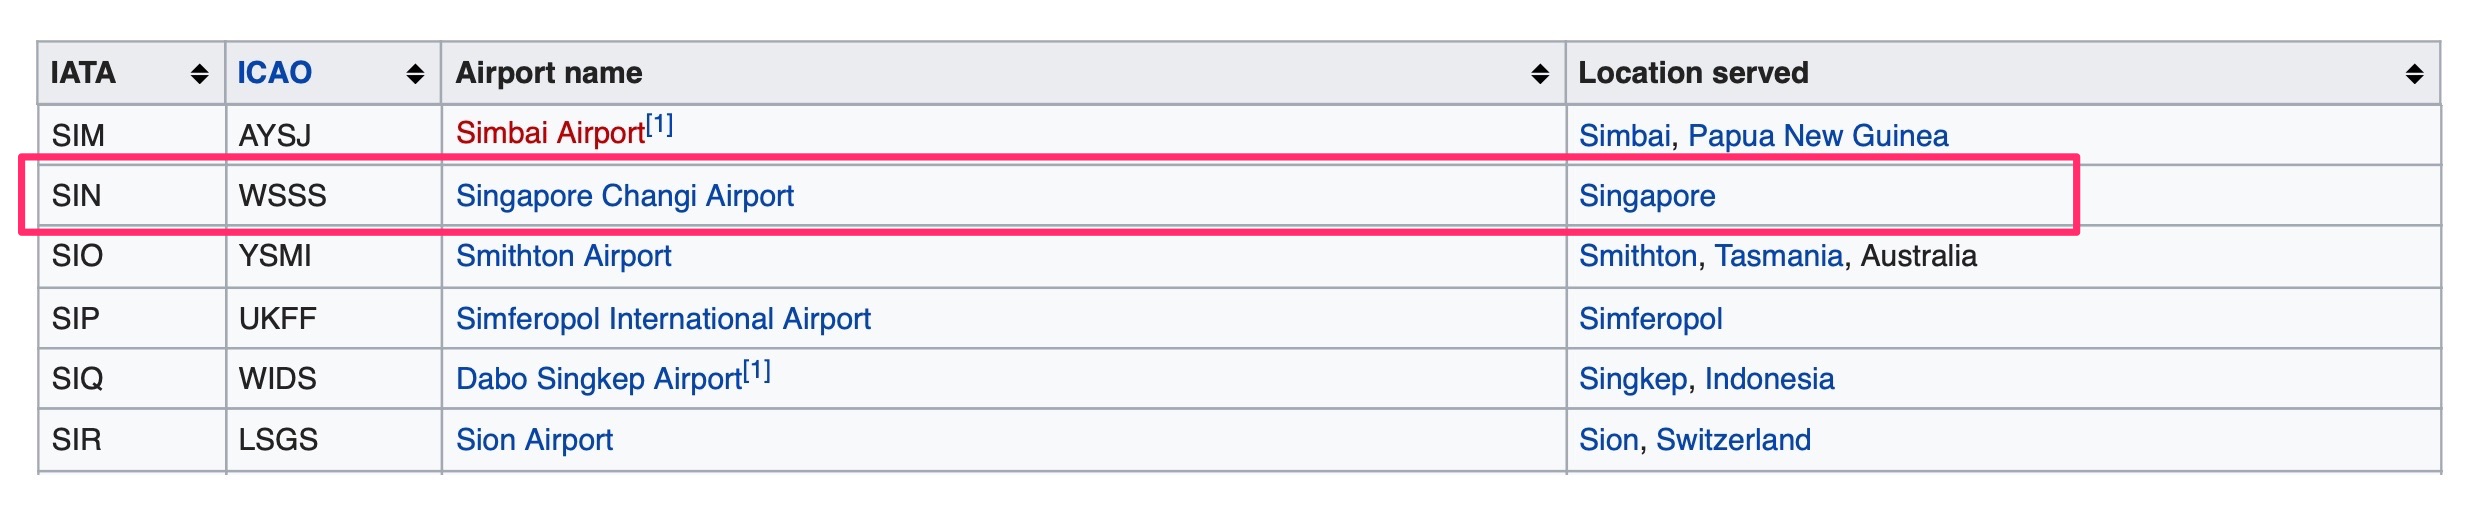 IATA ICAO Airport name Location served
SIM AYSJ Simbai Airport[1] Simbai, Papua New Guinea
SIN WSSS Singapore Changi Airport Singapore
SIO YSMI Smithton Airport Smithton, Tasmania, Australia
SIP UKFF Simferopol International Airport Simferopol
SIQ WIDS Dabo Singkep Airport[1] Singkep, Indonesia
SIR LSGS Sion Airport Sion, Switzerland